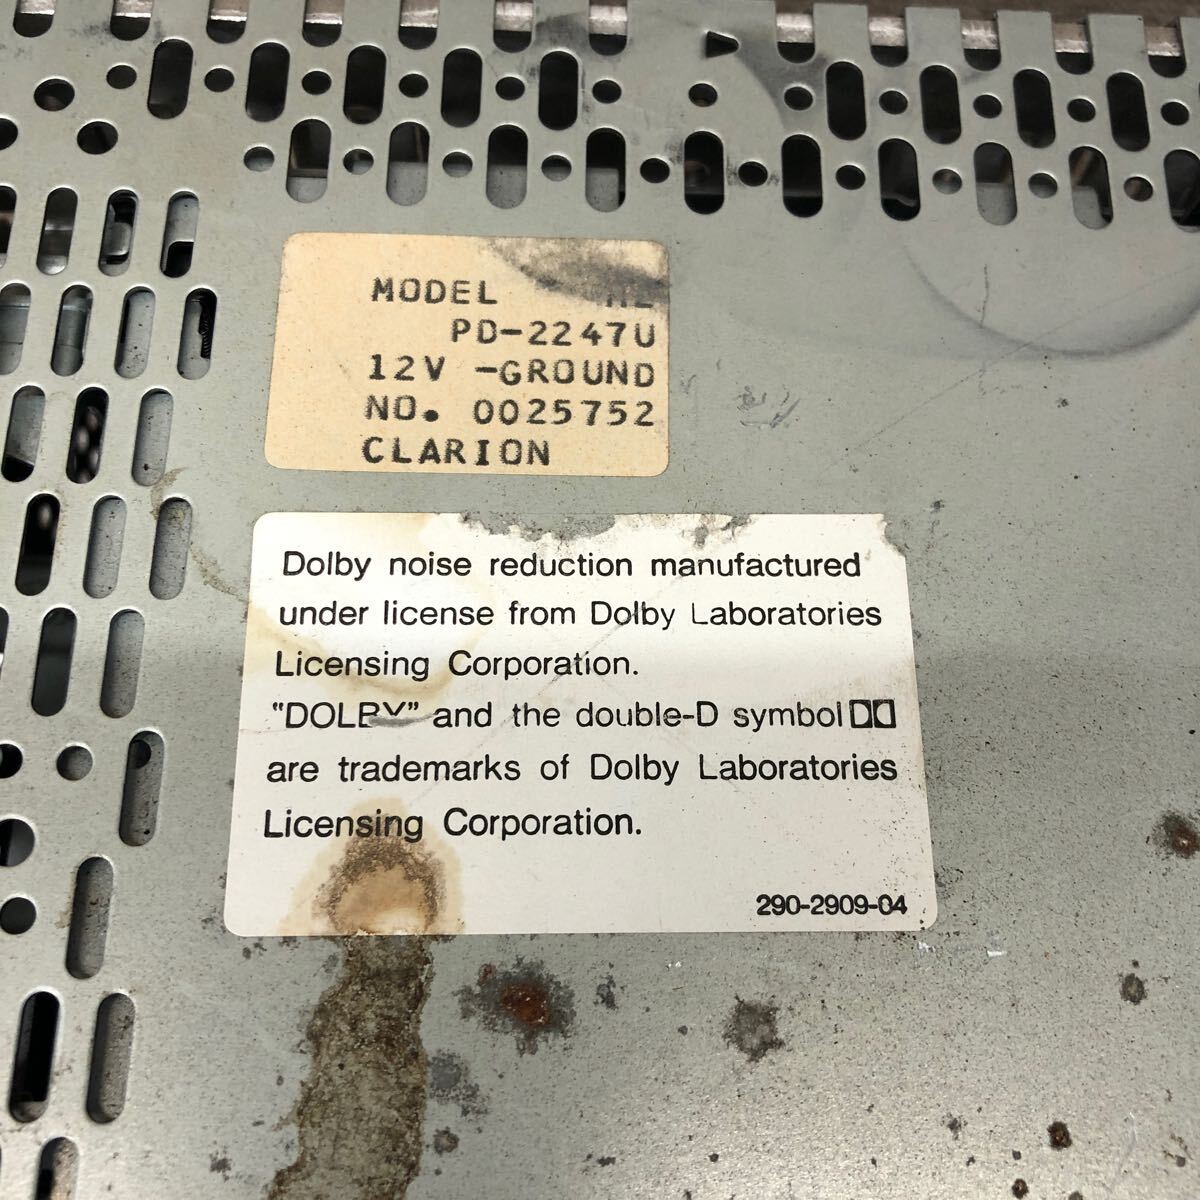 MODEL
PD-2247U
12V -GROUND
NO. 0025752
CLARION
Dolby noise reduction manufactured
under license from Dolby Laboratories
Licensing Corporation.
"DOLBY" and the double-D symbol
are trademarks of Dolby Laboratories
Licensing Corporation.
290-2909-04